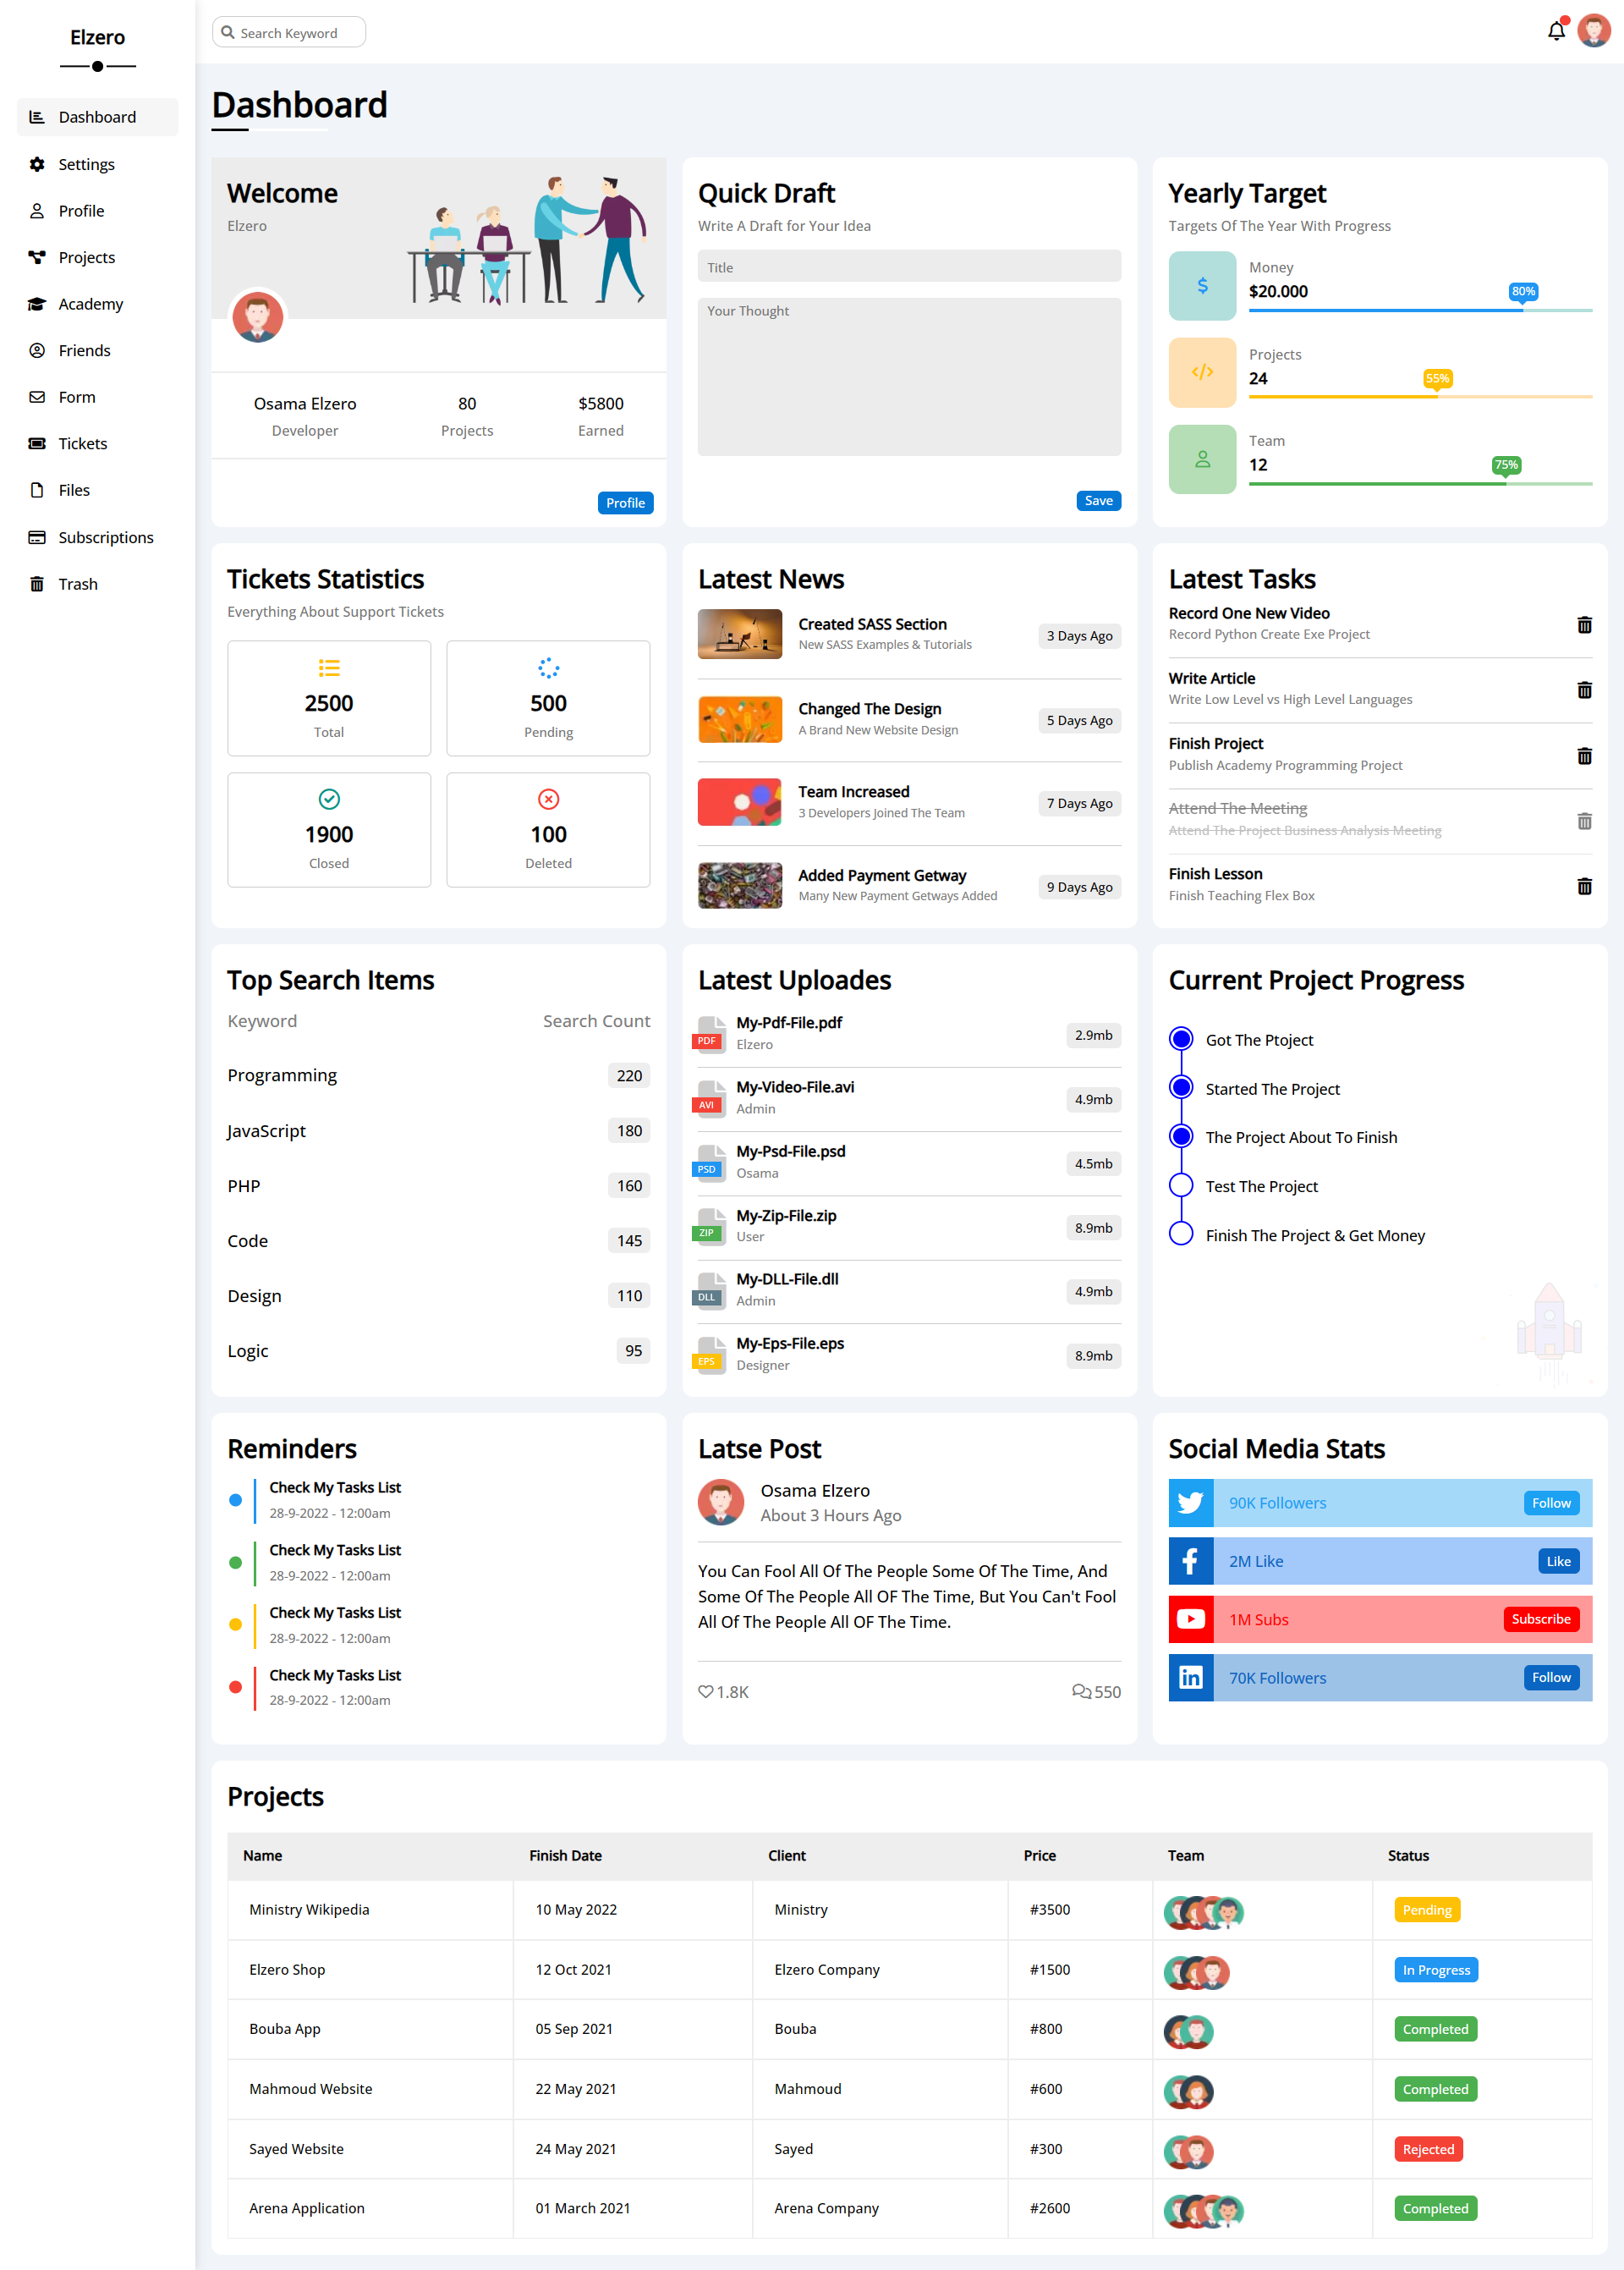 Elzero
Search Keyword
Dashboard
Settings
Profile
Projects
Academy
Friends
Form
Tickets
Files
Subscriptions
Trash
Dashboard
Welcome
Elzero
Osama Elzero
Developer
80
Projects
$5800
Earned
Profile
Quick Draft
Write A Draft for Your Idea
Title
Your Thought
Save
Yearly Target
Targets Of The Year With Progress
Money
$20.000
80%
Projects
24
55%
Team
12
75%
Tickets Statistics
Everything About Support Tickets
2500
Total
500
Pending
1900
Closed
100
Deleted
Latest News
Created SASS Section
New SASS Examples & Tutorials
3 Days Ago
Changed The Design
A Brand New Website Design
5 Days Ago
Team Increased
3 Developers Joined The Team
7 Days Ago
Added Payment Getway
Many New Payment Getways Added
9 Days Ago
Latest Tasks
Record One New Video
Record Python Create Exe Project
Write Article
Write Low Level vs High Level Languages
Finish Project
Publish Academy Programming Project
Attend The Meeting
Attend The Project Business Analysis Meeting
Finish Lesson
Finish Teaching Flex Box
Top Search Items
Keyword Search Count
Programming 220
JavaScript 180
PHP 160
Code 145
Design 110
Logic 95
Latest Uploades
PDF
My-Pdf-File.pdf
Elzero
2.9mb
AVI
My-Video-File.avi
Admin
4.9mb
PSD
My-Psd-File.psd
Osama
4.5mb
ZIP
My-Zip-File.zip
User
8.9mb
DLL
My-DLL-File.dll
Admin
4.9mb
EPS
My-Eps-File.eps
Designer
8.9mb
Current Project Progress
Got The Ptoject
Started The Project
The Project About To Finish
Test The Project
Finish The Project & Get Money
Reminders
Check My Tasks List
28-9-2022 - 12:00am
Check My Tasks List
28-9-2022 - 12:00am
Check My Tasks List
28-9-2022 - 12:00am
Check My Tasks List
28-9-2022 - 12:00am
Latse Post
Osama Elzero
About 3 Hours Ago
You Can Fool All Of The People Some Of The Time, And
Some Of The People All OF The Time, But You Can't Fool
All Of The People All OF The Time.
1.8K 550
Social Media Stats
90K Followers Follow
2M Like Like
1M Subs Subscribe
in 70K Followers Follow
Projects
Name Finish Date Client Price Team Status
Ministry Wikipedia 10 May 2022 Ministry #3500 Pending
Elzero Shop 12 Oct 2021 Elzero Company #1500 In Progress
Bouba App 05 Sep 2021 Bouba #800 Completed
Mahmoud Website 22 May 2021 Mahmoud #600 Completed
Sayed Website 24 May 2021 Sayed #300 Rejected
Arena Application 01 March 2021 Arena Company #2600 Completed